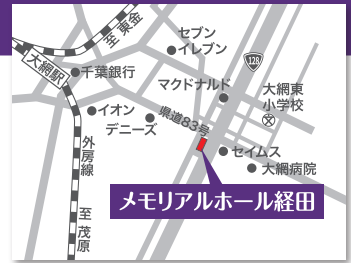 至東金
セブン
イレブン
128
大網駅
千葉銀行
マクドナルド
大網東
小学校
イオン
県道83号
デニーズ
外房線
セイムス
大網病院
メモリアルホール経田
至茂原